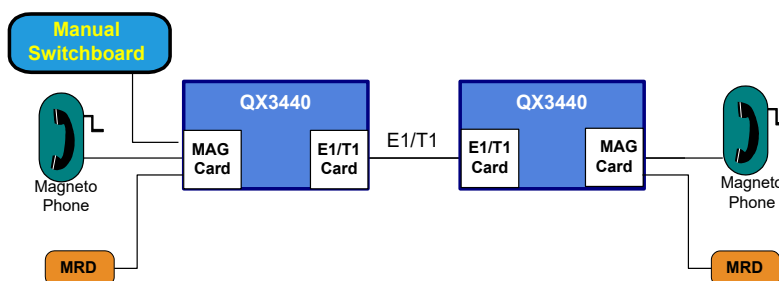 Manual
Switchboard
QX3440
QX3440
MAG
Card
E1/T1
Card
E1/T1
E1/T1
Card
MAG
Card
Magneto
Phone
Magneto
Phone
MRD
MRD